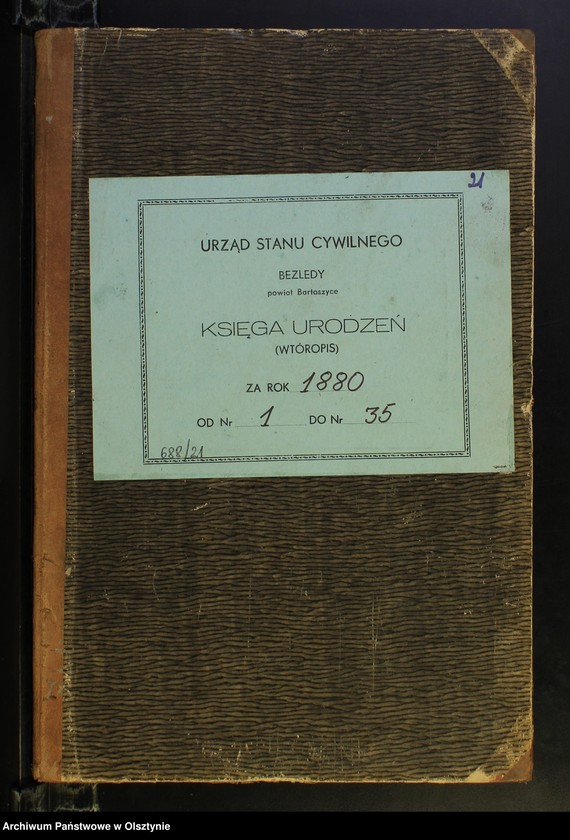 21
URZĄD STANU CYWILNEGO
BEZLEDY
powiat Bartoszyce
KSIĘGA URODZEŃ
(WTÓROPIS)
ZA ROK 1880
OD Nr 1 DO Nr 35
688/21
Archiwum Państwowe w Olsztynie